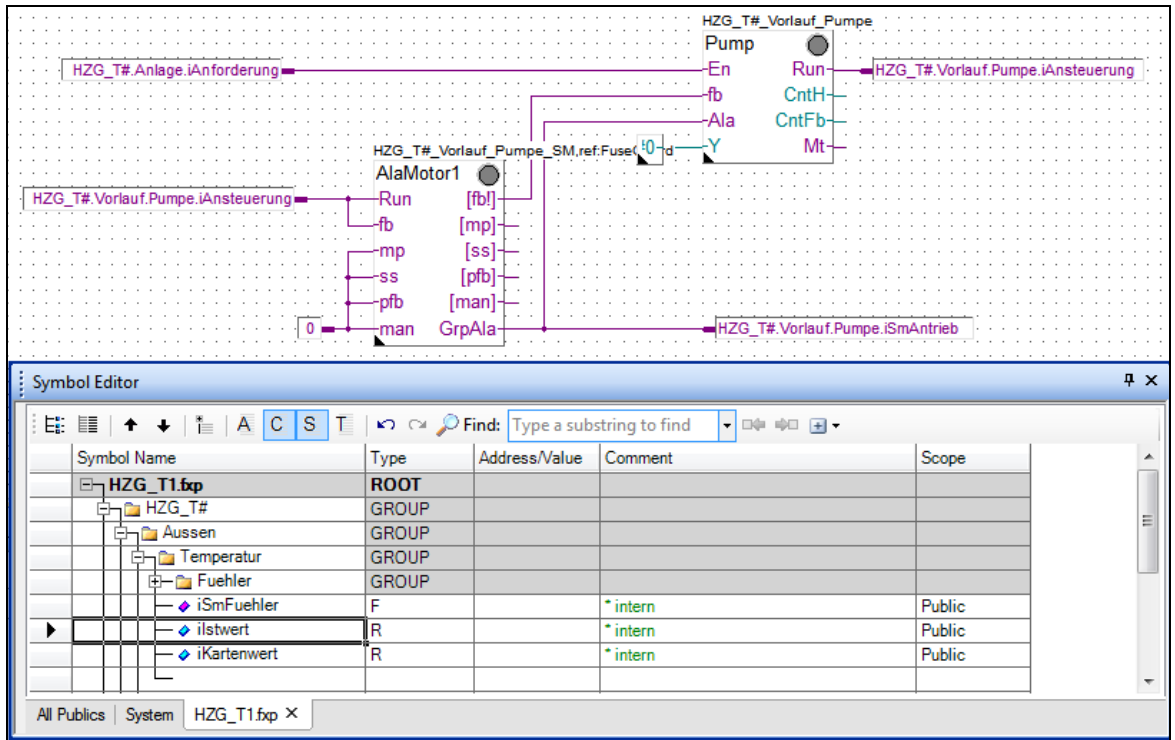 HZG_T#_Vorlauf_Pumpe
Pump
HZG_T#.Anlage.iAnforderung
En Run
HZG_T#.Vorlauf.Pumpe.iAnsteuerung
fb CntH
Ala CntFb
Y Mt
HZG_T#_Vorlauf_Pumpe_SM,ref:Fuse
rd
AlaMotor1
HZG_T#.Vorlauf.Pumpe.iAnsteuerung
Run [fb!]
fb [mp]
mp [ss]
ss [pfb]
pfb [man]
0
man GrpAla
HZG_T#.Vorlauf.Pumpe.iSmAntrieb
Symbol Editor
A C S T Find: Type a substring to find
Symbol Name Type Address/Value Comment Scope
HZG_T1.fxp ROOT
HZG_T# GROUP
Aussen GROUP
Temperatur GROUP
Fuehler GROUP
iSmFuehler F * intern Public
iIstwert R * intern Public
iKartenwert R * intern Public
All Publics System HZG_T1.fxp